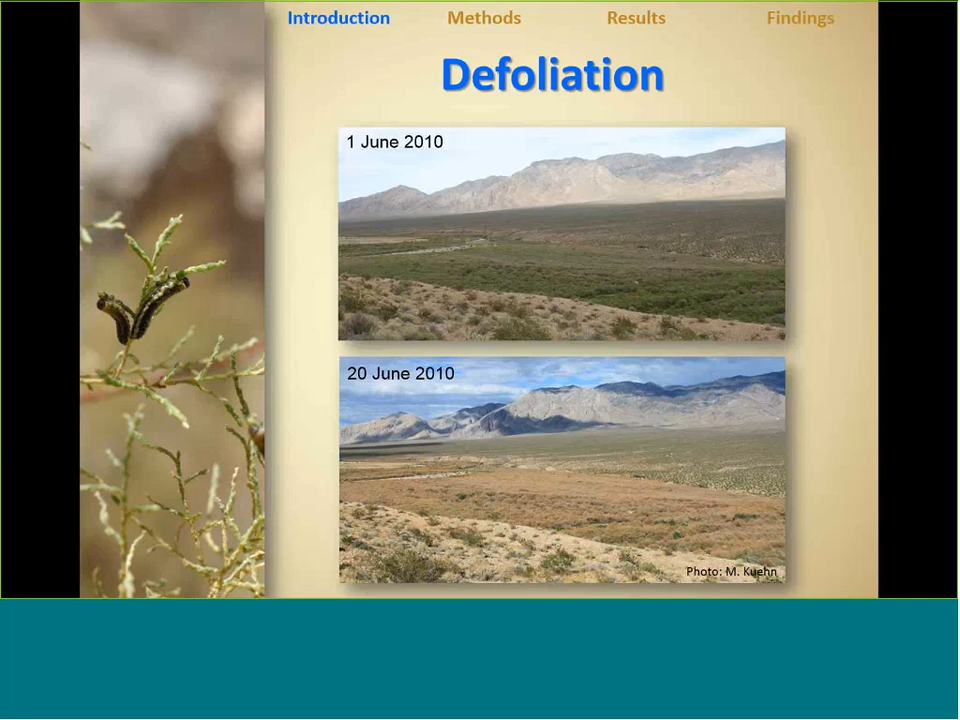 Introduction Methods Results Findings
Defoliation
1 June 2010
20 June 2010
Photo: M. Kuehn